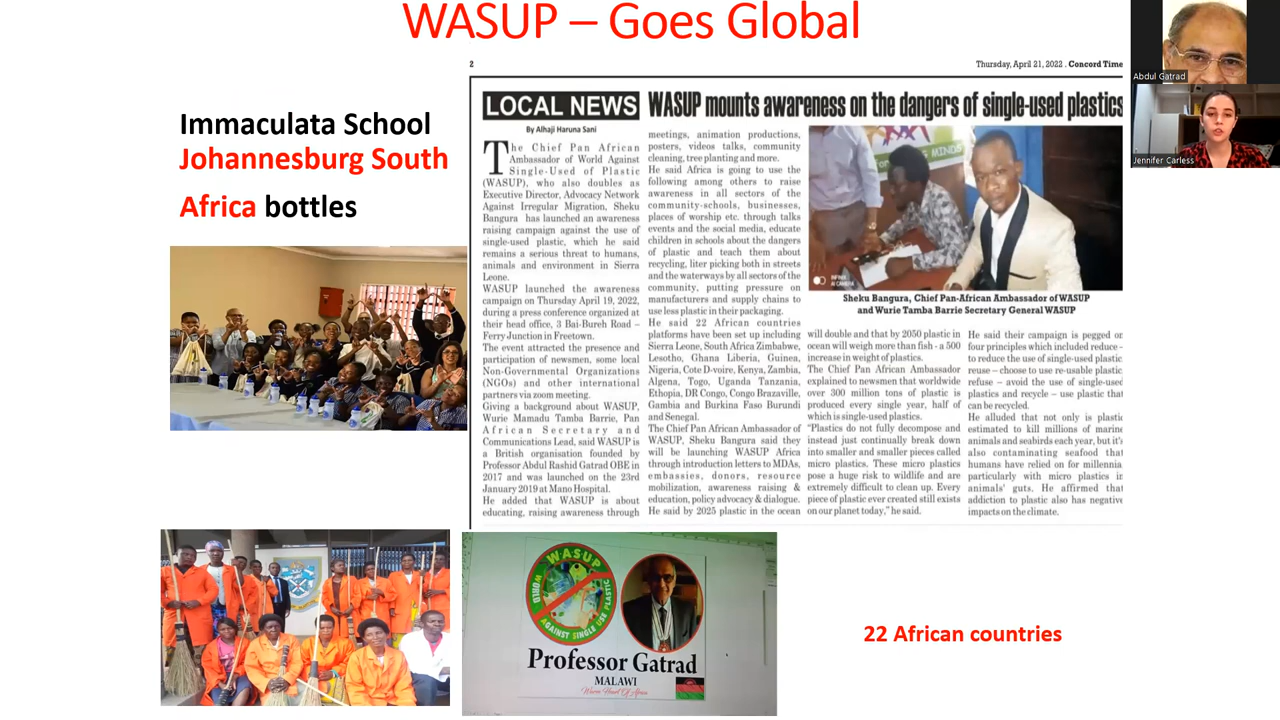 WASUP – Goes Global
Abdul Gatrad
Jennifer Carless
Immaculata School
Johannesburg South
Africa bottles
2
Thursday, April 21, 2022 . Concord Time
LOCAL NEWS
WASUP mounts awareness on the dangers of single-used plastics
By Alhaji Haruna Sani
The Chief Pan African
Ambassador of World Against
Single-Used of Plastic
(WASUP), who also doubles as
Executive Director, Advocacy Network
Against Irregular Migration, Sheku
Bangura has launched an awareness
raising campaign against the use of
single-used plastic, which he said
remains a serious threat to humans,
animals and environment in Sierra
Leone.
WASUP launched the awareness
campaign on Thursday April 19, 2022,
during a press conference organized at
their head office, 3 Bai-Bureh Road –
Ferry Junction in Freetown.
The event attracted the presence and
participation of newsmen, some local
Non-Governmental Organizations
(NGOs) and other international
partners via zoom meeting.
Giving a background about WASUP,
Wurie Mamadu Tamba Barrie, Pan
African Secretary and
Communications Lead, said WASUP is
a British organisation founded by
Professor Abdul Rashid Gatrad OBE in
2017 and was launched on the 23rd
January 2019 at Mano Hospital.
He added that WASUP is about
educating, raising awareness through
meetings, animation productions,
posters, videos talks, community
cleaning, tree planting and more.
He said Africa is going to use the
following among others to raise
awareness in all sectors of the
community-schools, businesses,
places of worship etc. through talks
events and the social media, educate
children in schools about the dangers
of plastic and teach them about
recycling, liter picking both in streets
and the waterways by all sectors of the
community, putting pressure on
manufacturers and supply chains to
use less plastic in their packaging.
He said 22 African countries
platforms have been set up including
Sierra Leone, South Africa Zimbabwe,
Lesotho, Ghana Liberia, Guinea,
Nigeria, Cote D-voire, Kenya, Zambia,
Algena, Togo, Uganda Tanzania,
Ethopia, DR Congo, Congo Brazaville,
Gambia and Burkina Faso Burundi
and Senegal.
The Chief Pan African Ambassador of
WASUP, Sheku Bangura said they
will be launching WASUP Africa
through introduction letters to MDAs,
embassies, donors, resource
mobilization, awareness raising &
education, policy advocacy & dialogue.
He said by 2025 plastic in the ocean
MINDS
INFINIX
AI CAMERA
Sheku Bangura, Chief Pan-African Ambassador of WASUP
and Wurie Tamba Barrie Secretary General WASUP
will double and that by 2050 plastic in
ocean will weigh more than fish - a 500
increase in weight of plastics.
The Chief Pan African Ambassador
explained to newsmen that worldwide
over 300 million tons of plastic is
produced every single year, half of
which is single-used plastics.
"Plastics do not fully decompose and
instead just continually break down
into smaller and smaller pieces called
micro plastics. These micro plastics
pose a huge risk to wildlife and are
extremely difficult to clean up. Every
piece of plastic ever created still exists
on our planet today," he said.
He said their campaign is pegged on
four principles which included reduce -
to reduce the use of single-used plastic
reuse – choose to use re-usable plastic
refuse – avoid the use of single-used
plastics and recycle – use plastic that
can be recycled.
He alluded that not only is plastic
estimated to kill millions of marine
animals and seabirds each year, but it's
also contaminating seafood that
humans have relied on for millennia
particularly with micro plastics in
animals' guts. He affirmed that
addiction to plastic also has negative
impacts on the climate.
WASUP
WORLD AGAINST SINGLE USE PLASTIC
Professor Gatrad
MALAWI
Warm Heart Of Africa
22 African countries